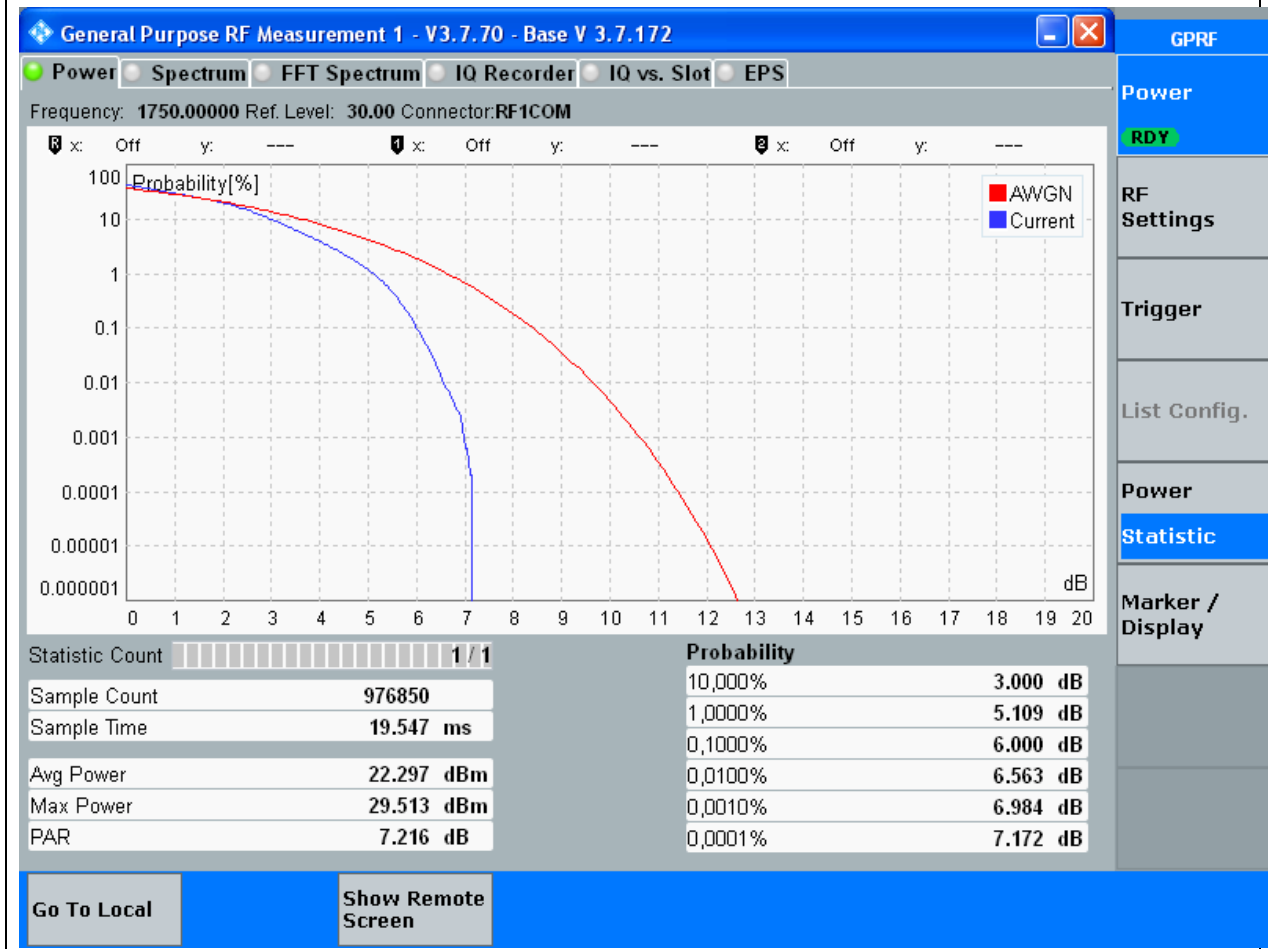 General Purpose RF Measurement 1 - V3.7.70 - Base V 3.7.172
GPRF
Power Spectrum FFT Spectrum IQ Recorder IQ vs. Slot EPS
Frequency: 1750.00000 Ref. Level: 30.00 Connector:RF1COM
R x: Off y: --- 1 x: Off y: --- 2 x: Off y: ---
Probability[%]
100
10
1
0.1
0.01
0.001
0.0001
0.00001
0.000001
AWGN
Current
dB
0 1 2 3 4 5 6 7 8 9 10 11 12 13 14 15 16 17 18 19 20
Statistic Count 1 / 1
Sample Count 976850
Sample Time 19.547 ms
Avg Power 22.297 dBm
Max Power 29.513 dBm
PAR 7.216 dB
Probability
10,000% 3.000 dB
1,0000% 5.109 dB
0,1000% 6.000 dB
0,0100% 6.563 dB
0,0010% 6.984 dB
0,0001% 7.172 dB
Power
RDY
RF
Settings
Trigger
List Config.
Power
Statistic
Marker /
Display
Go To Local
Show Remote
Screen